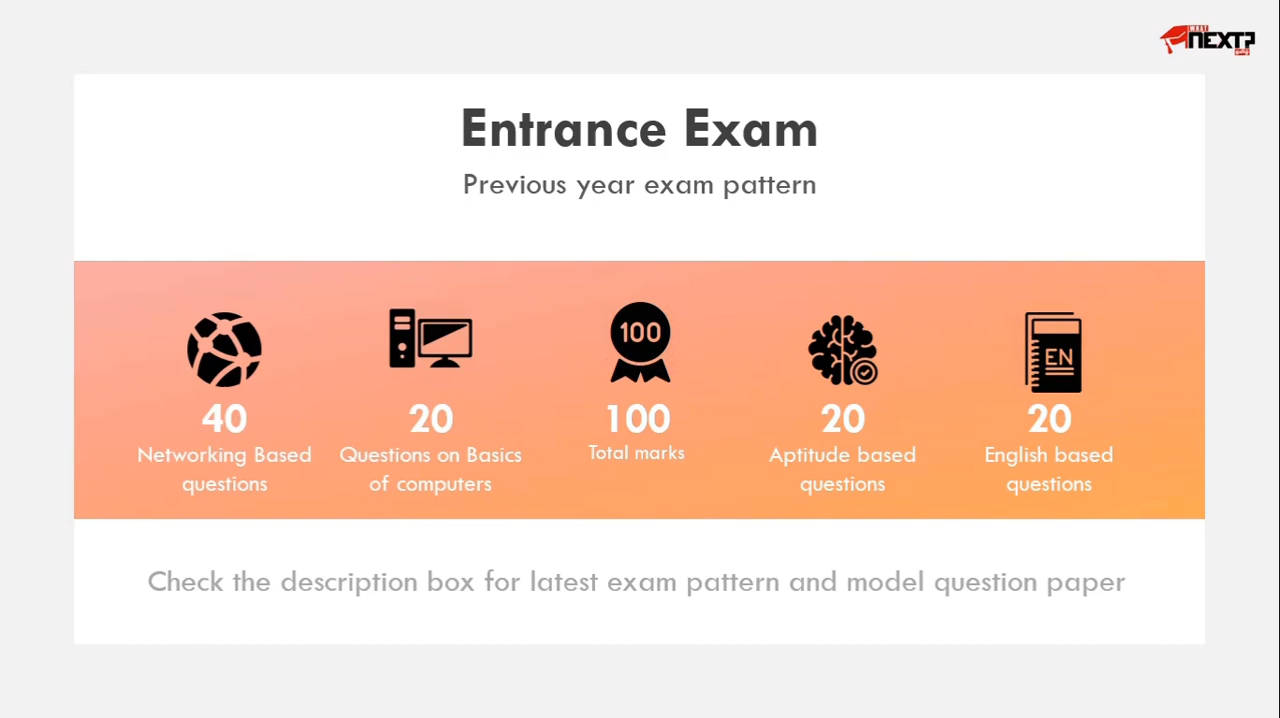 WHAT
NEXT?
Entrance Exam
Previous year exam pattern
100
EN
40
Networking Based
questions
20
Questions on Basics
of computers
100
Total marks
20
Aptitude based
questions
20
English based
questions
Check the description box for latest exam pattern and model question paper